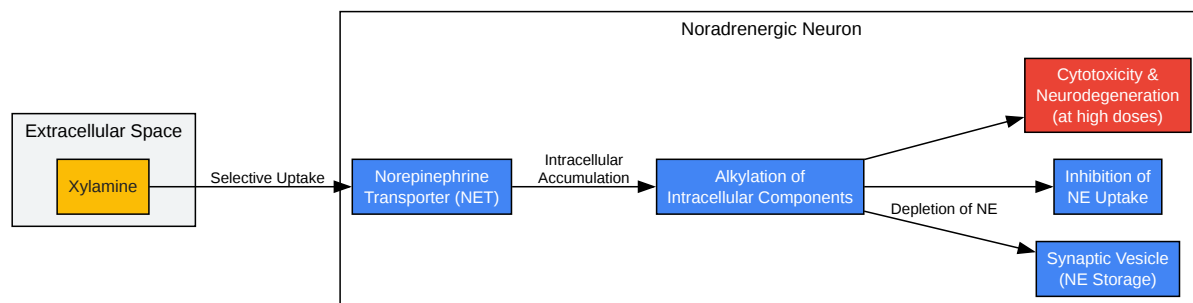 Noradrenergic Neuron
Extracellular Space
Xylamine
Selective Uptake
Norepinephrine
Transporter (NET)
Intracellular
Accumulation
Alkylation of
Intracellular Components
Cytotoxicity &
Neurodegeneration
(at high doses)
Inhibition of
NE Uptake
Depletion of NE
Synaptic Vesicle
(NE Storage)